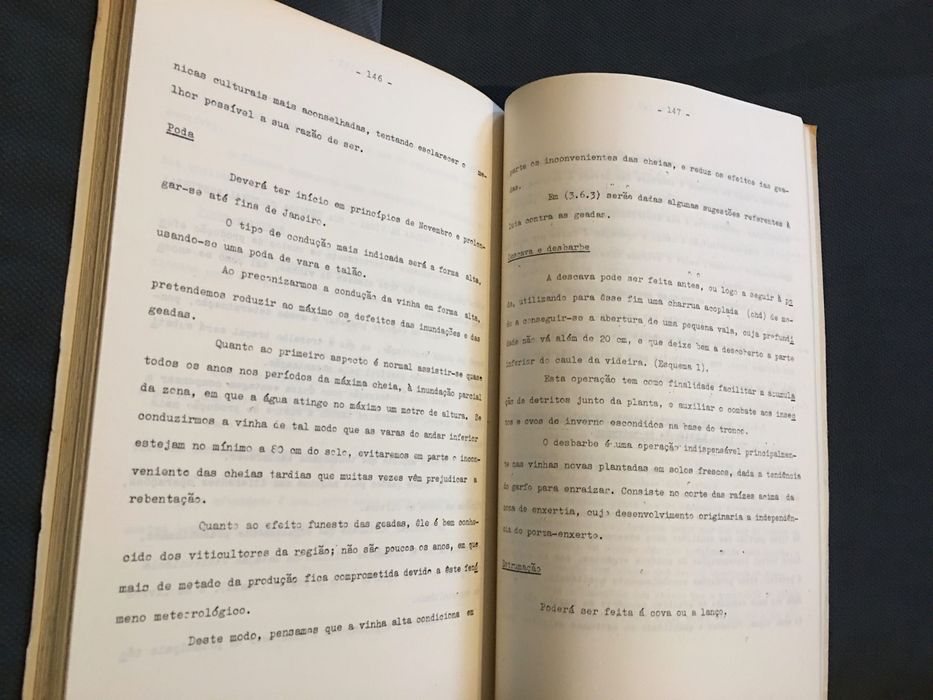 - 146 -
nicas culturais mais aconselhadas, tentando esclarecer o me-
lhor possível a sua razão de ser.
Poda
Deverá ter início em princípios de Novembro e prolon-
gar-se até fins de Janeiro.
O tipo de condução mais indicada será a forma alta,
usando-se uma poda de vara e talão.
Ao preconizarmos a condução da vinha em forma alta,
pretendemos reduzir ao máximo os defeitos das inundações e das
geadas.
Quanto ao primeiro aspecto é normal assistir-se quase
todos os anos nos períodos da máxima cheia, à inundação parcial
da zona, em que a água atinge no máximo um metro de altura. Se
conduzirmos a vinha de tal modo que as varas do andar inferior
estejam no mínimo a 80 cm do solo, evitaremos em parte o incon-
veniente das cheias tardias que muitas vezes vêm prejudicar a
rebentação.
Quanto ao efeito funesto das geadas, êle é bem conhe-
cido dos viticultores da região; não são poucos os anos, em que
mais de metade da produção fica comprometida devido a êste fenó
meno meteorológico.
Dêste modo, pensamos que a vinha alta condiciona em
- 147 -
parte os inconvenientes das cheias, e reduz os efeitos das gea-
das.
Em (3.6.3) serão dadas algumas sugestões referentes à
luta contra as geadas.
Descava e desbarbe
A descava pode ser feita antes, ou logo a seguir à po
da, utilizando para êsse fim uma charrua acoplada (chá) de mo-
do a conseguir-se a abertura de uma pequena vala, cuja profundi
dade não vá além de 20 cm, e que deixe bem a descoberto a parte
inferior do caule da videira. (Esquema 1).
Esta operação tem como finalidade facilitar a acumula
ção de detritos junto da planta, e auxiliar o combate aos inse
tos e ovos de inverno escondidos na base do tronco.
O desbarbe é uma operação indispensável principalmen-
te nas vinhas novas plantadas em solos frescos, dada a tendência
do garfo para enraizar. Consiste no corte das raízes acima da
zona de enxertia, cujo desenvolvimento originaria a independên-
cia do porta-enxerto.
Estrumação
Poderá ser feita á cova ou a lanço,